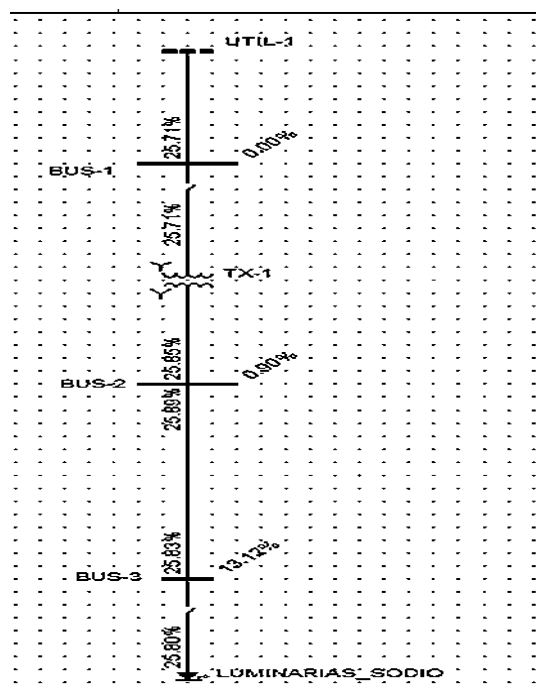 UTIL-1
25.71%
0.00%
BUS-1
25.71%
TX-1
25.85%
0.90%
BUS-2
25.89%
25.83%
13.12%
BUS-3
25.80%
LUMINARIAS_SODIO